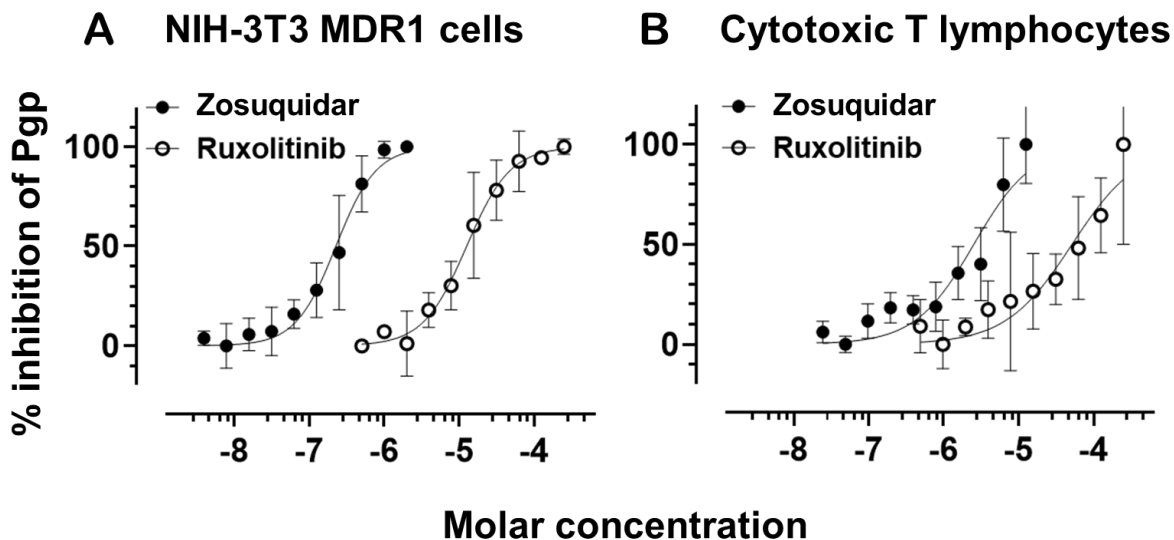 A NIH-3T3 MDR1 cells
B Cytotoxic T lymphocytes
% inhibition of Pgp
Zosuquidar
Ruxolitinib
100
50
0
-8 -7 -6 -5 -4
Zosuquidar
Ruxolitinib
100
50
0
-8 -7 -6 -5 -4
Molar concentration